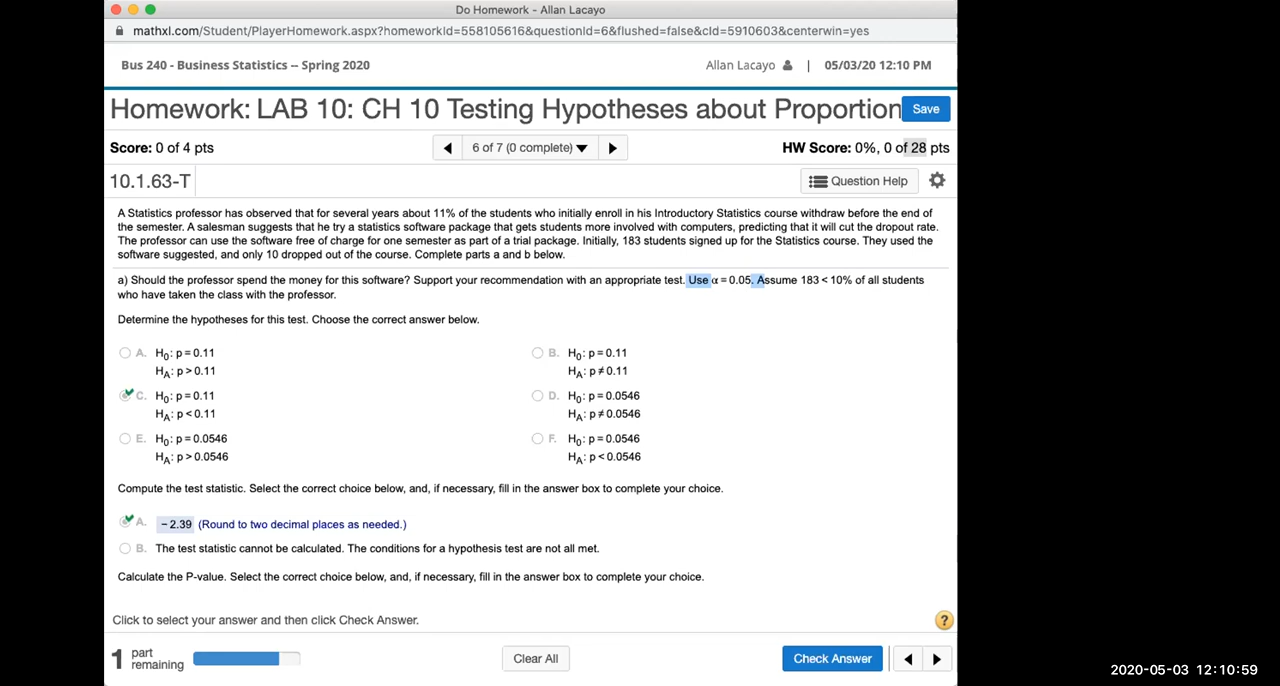 Do Homework - Allan Lacayo
mathxl.com/Student/PlayerHomework.aspx?homeworkId=558105616&questionId=6&flushed=false&cId=5910603&centerwin=yes
Bus 240 - Business Statistics -- Spring 2020
Allan Lacayo | 05/03/20 12:10 PM
Homework: LAB 10: CH 10 Testing Hypotheses about Proportion
Save
Score: 0 of 4 pts
6 of 7 (0 complete)
HW Score: 0%, 0 of 28 pts
10.1.63-T
Question Help
A Statistics professor has observed that for several years about 11% of the students who initially enroll in his Introductory Statistics course withdraw before the end of
the semester. A salesman suggests that he try a statistics software package that gets students more involved with computers, predicting that it will cut the dropout rate.
The professor can use the software free of charge for one semester as part of a trial package. Initially, 183 students signed up for the Statistics course. They used the
software suggested, and only 10 dropped out of the course. Complete parts a and b below.
a) Should the professor spend the money for this software? Support your recommendation with an appropriate test. Use α = 0.05. Assume 183 < 10% of all students
who have taken the class with the professor.
Determine the hypotheses for this test. Choose the correct answer below.
A. H0: p = 0.11
HA: p > 0.11
B. H0: p = 0.11
HA: p ≠ 0.11
C. H0: p = 0.11
HA: p < 0.11
D. H0: p = 0.0546
HA: p ≠ 0.0546
E. H0: p = 0.0546
HA: p > 0.0546
F. H0: p = 0.0546
HA: p < 0.0546
Compute the test statistic. Select the correct choice below, and, if necessary, fill in the answer box to complete your choice.
A. − 2.39 (Round to two decimal places as needed.)
B. The test statistic cannot be calculated. The conditions for a hypothesis test are not all met.
Calculate the P-value. Select the correct choice below, and, if necessary, fill in the answer box to complete your choice.
Click to select your answer and then click Check Answer.
?
1 part
remaining
Clear All
Check Answer
2020-05-03 12:10:59